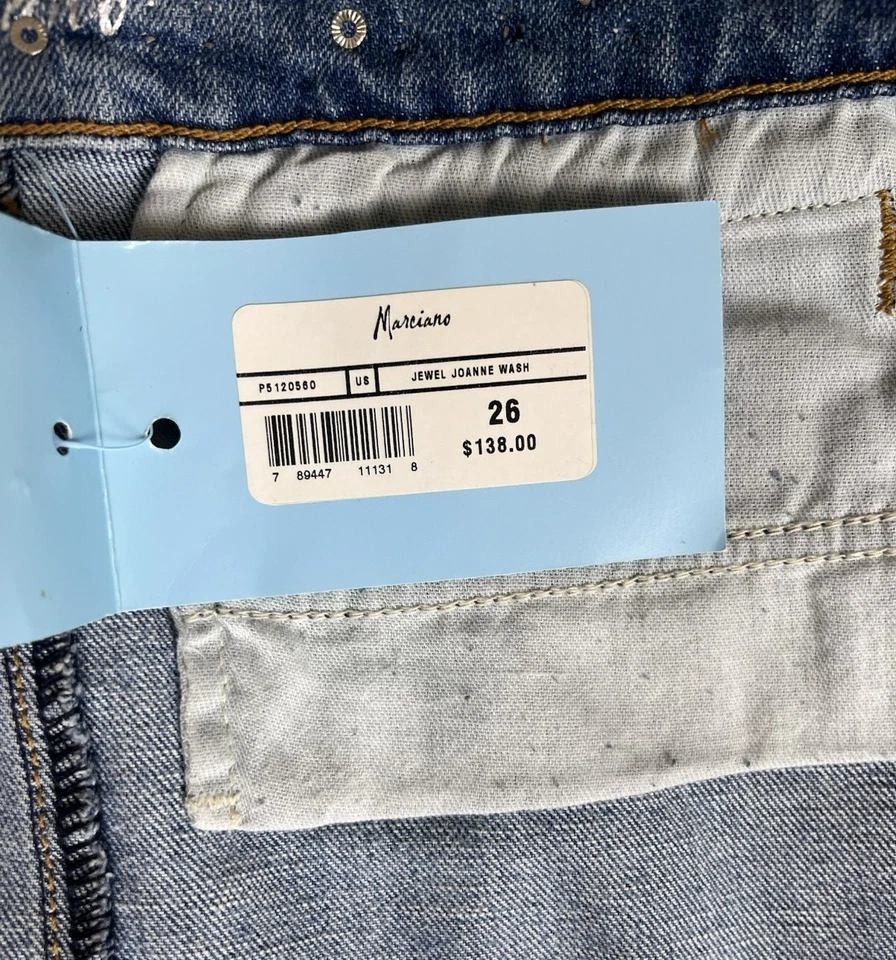 Marciano
P5120560 US JEWEL JOANNE WASH
26
$138.00
7 89447 11131 8